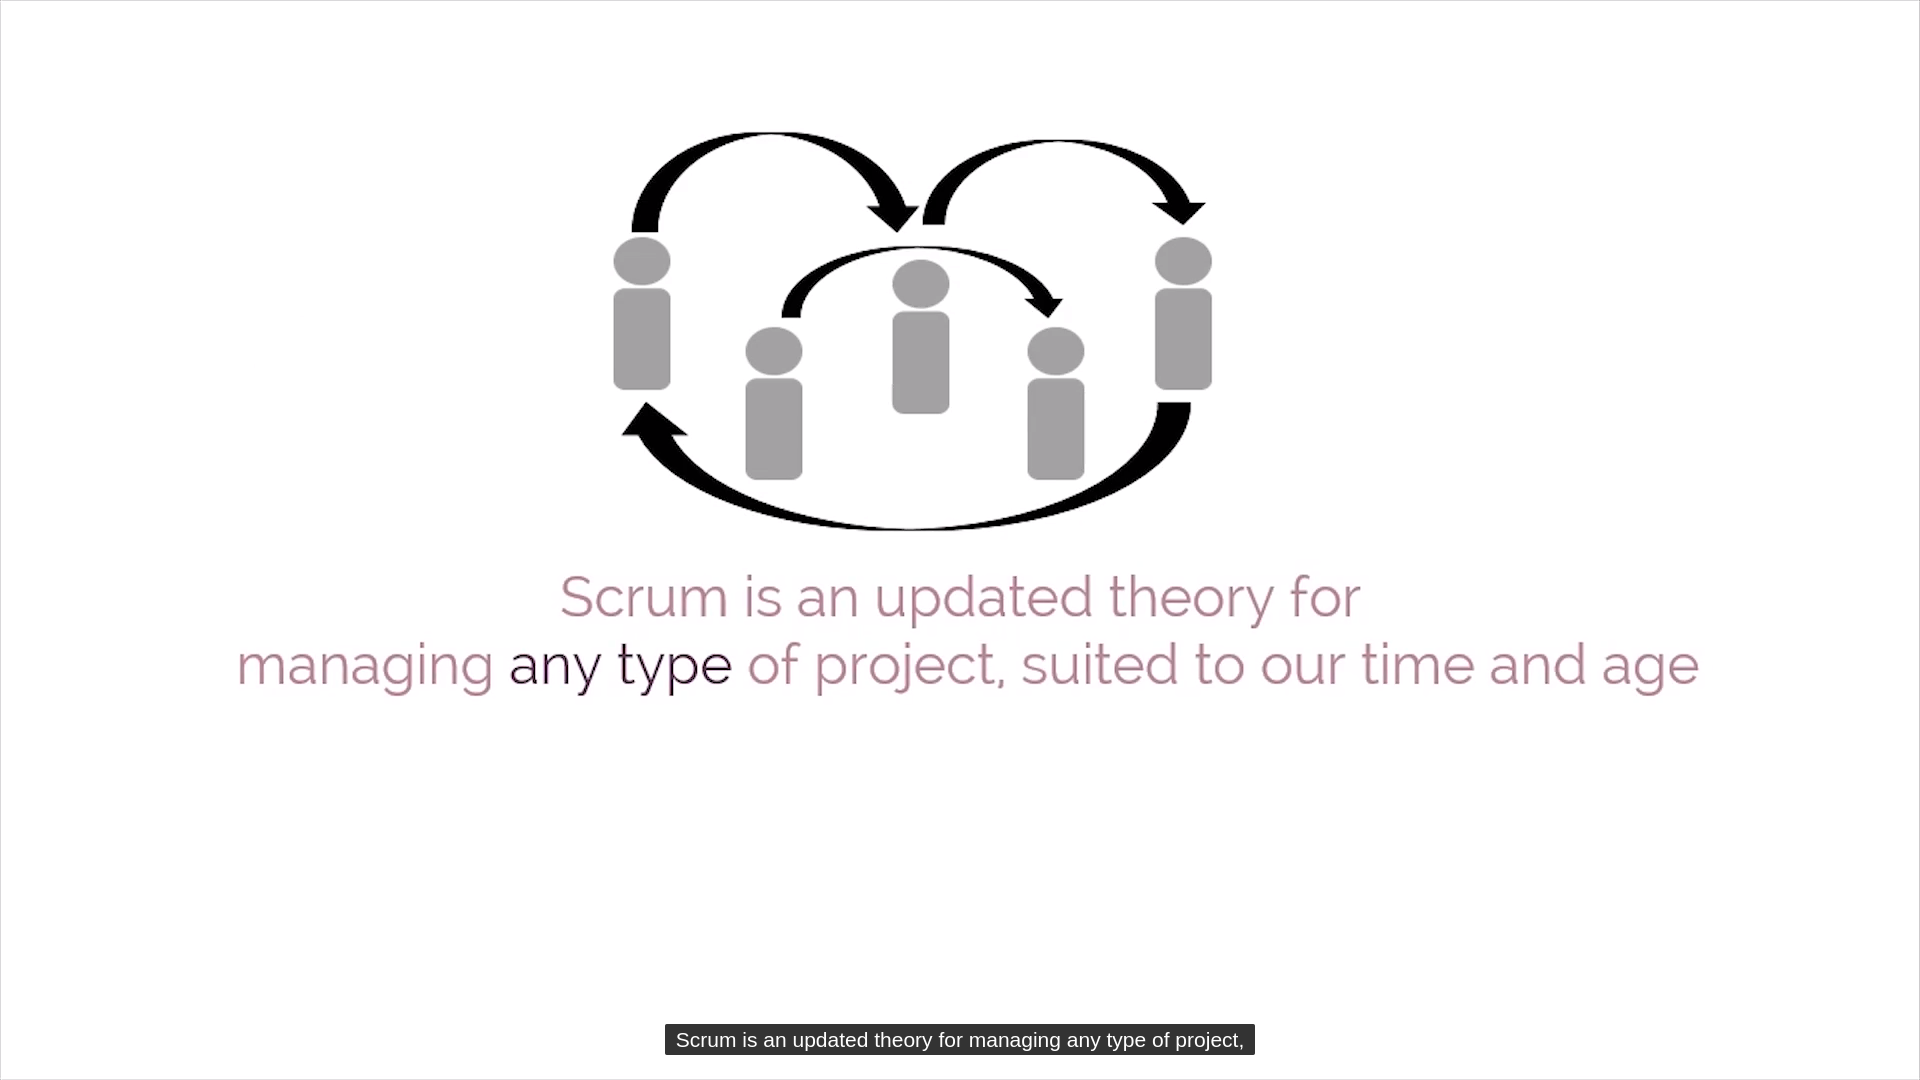 Scrum is an updated theory for
managing any type of project, suited to our time and age
Scrum is an updated theory for managing any type of project,